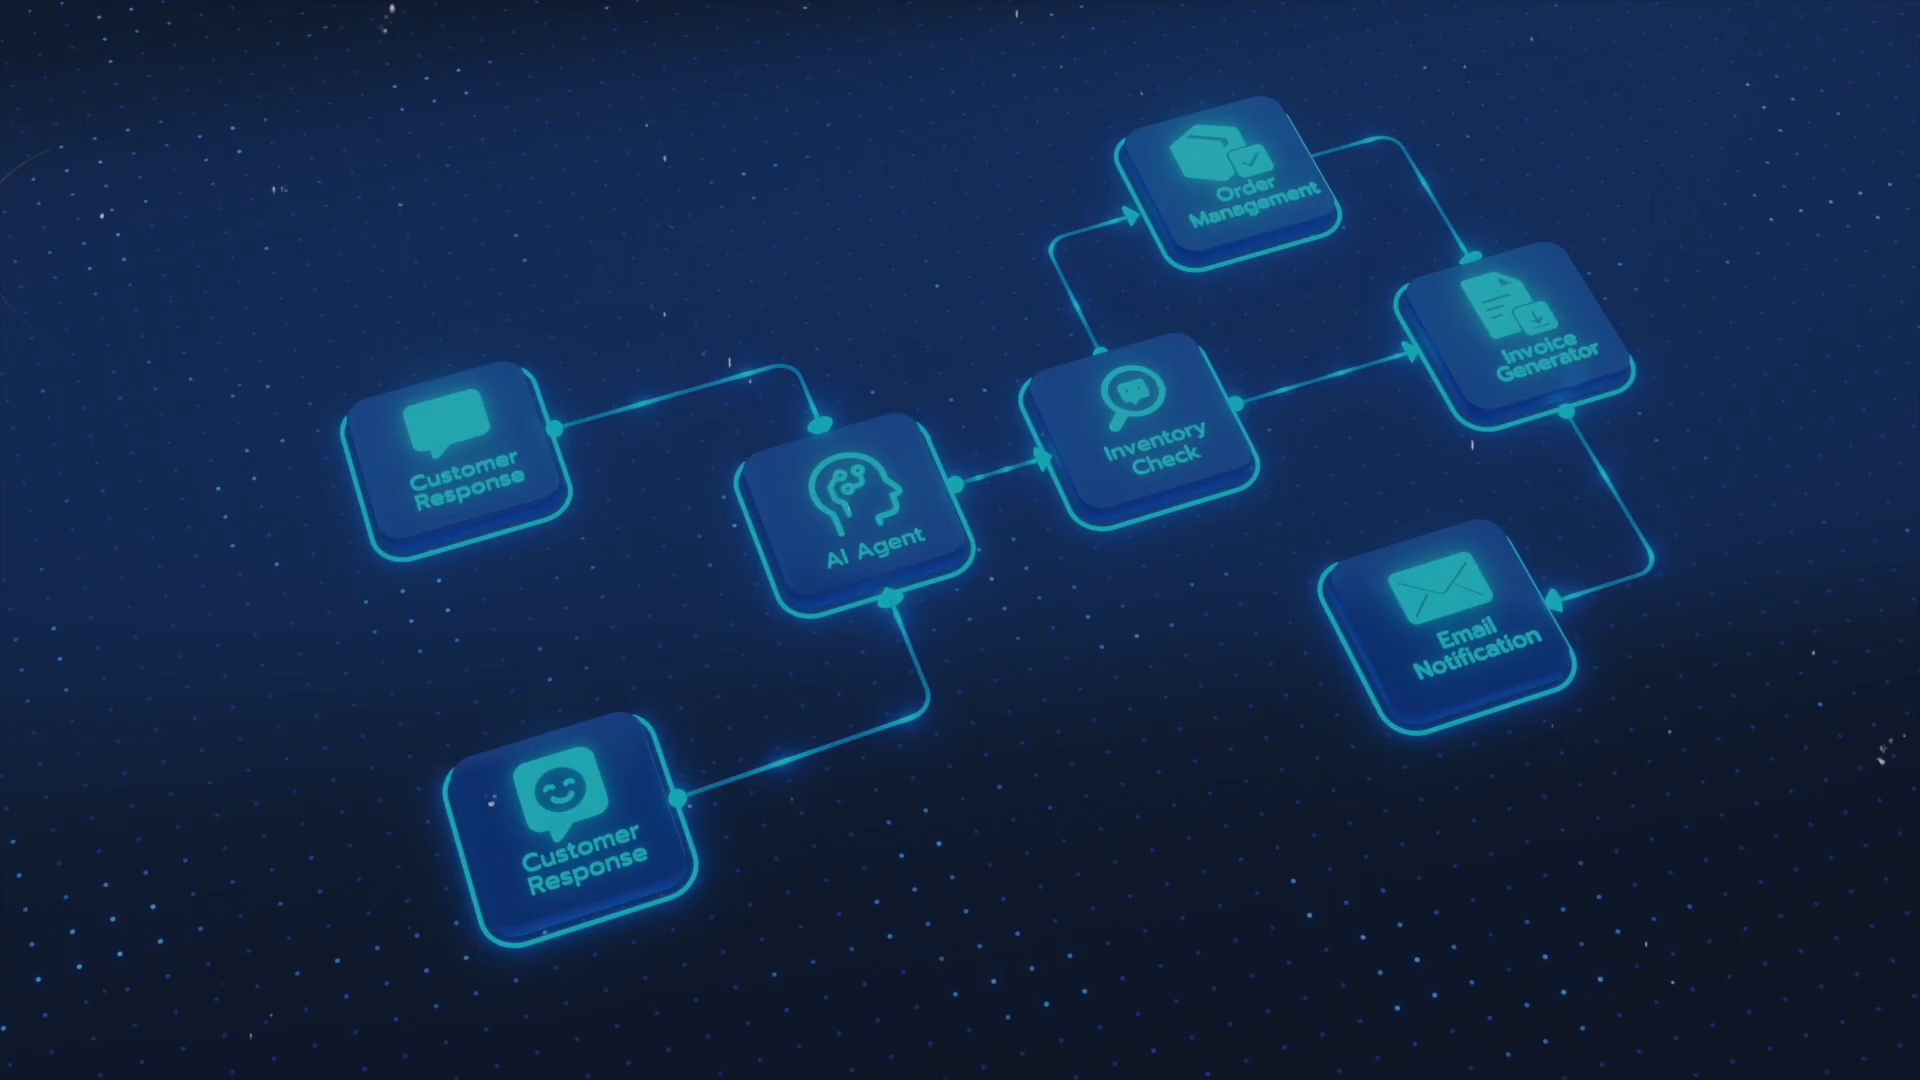 Order
Management
Invoice
Generator
Customer
Response
Inventory
Check
AI Agent
Email
Notification
Customer
Response